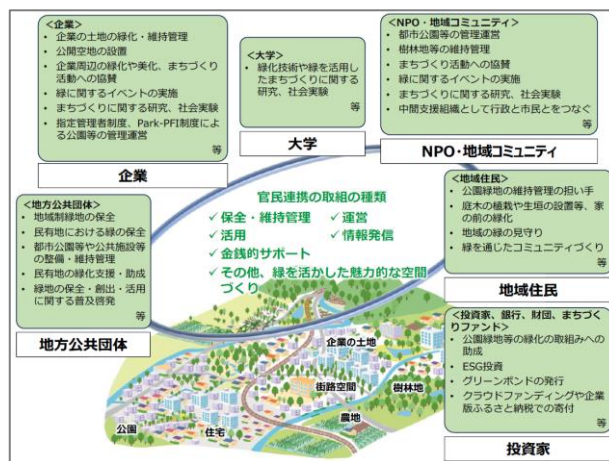 <企業>
• 企業の土地の緑化・維持管理
• 公開空地の設置
• 企業周辺の緑化や美化、まちづくり
活動への協賛
• 緑に関するイベントの実施
• まちづくりに関する研究、社会実験
• 指定管理者制度、Park-PFI制度によ
る公園等の管理運営
等
企業
<大学>
• 緑化技術や緑を活用し
たまちづくりに関する
研究、社会実験
等
大学
<NPO・地域コミュニティ>
• 都市公園等の管理運営
• 樹林地等の維持管理
• まちづくり活動への協賛
• 緑に関するイベントの実施
• まちづくりに関する研究、社会実験
• 中間支援組織として行政と市民とをつなぐ
等
NPO・地域コミュニティ
<地方公共団体>
• 地域制緑地の保全
• 民有地における緑の保全
• 都市公園等や公共施設等
の整備・維持管理
• 民有地の緑化支援・助成
• 緑地の保全・創出・活用
に関する普及啓発
等
地方公共団体
官民連携の取組の種類
✓ 保全・維持管理
✓ 運営
✓ 活用
✓ 情報発信
✓ 金銭的サポート
✓ その他、緑を活かした魅力的な空間
づくり
<地域住民>
• 公園緑地の維持管理の担い手
• 庭木の植栽や生垣の設置等、家
の前の緑化
• 地域の緑の見守り
• 緑を通じたコミュニティづくり
等
地域住民
<投資家、銀行、財団、まちづ
くりファンド>
• 公園緑地等の緑化の取組みへの
助成
• ESG投資
• グリーンボンドの発行
• クラウドファンディングや企業
版ふるさと納税での寄付
等
投資家
企業の土地
街路空間
樹林地
農地
公園
住宅